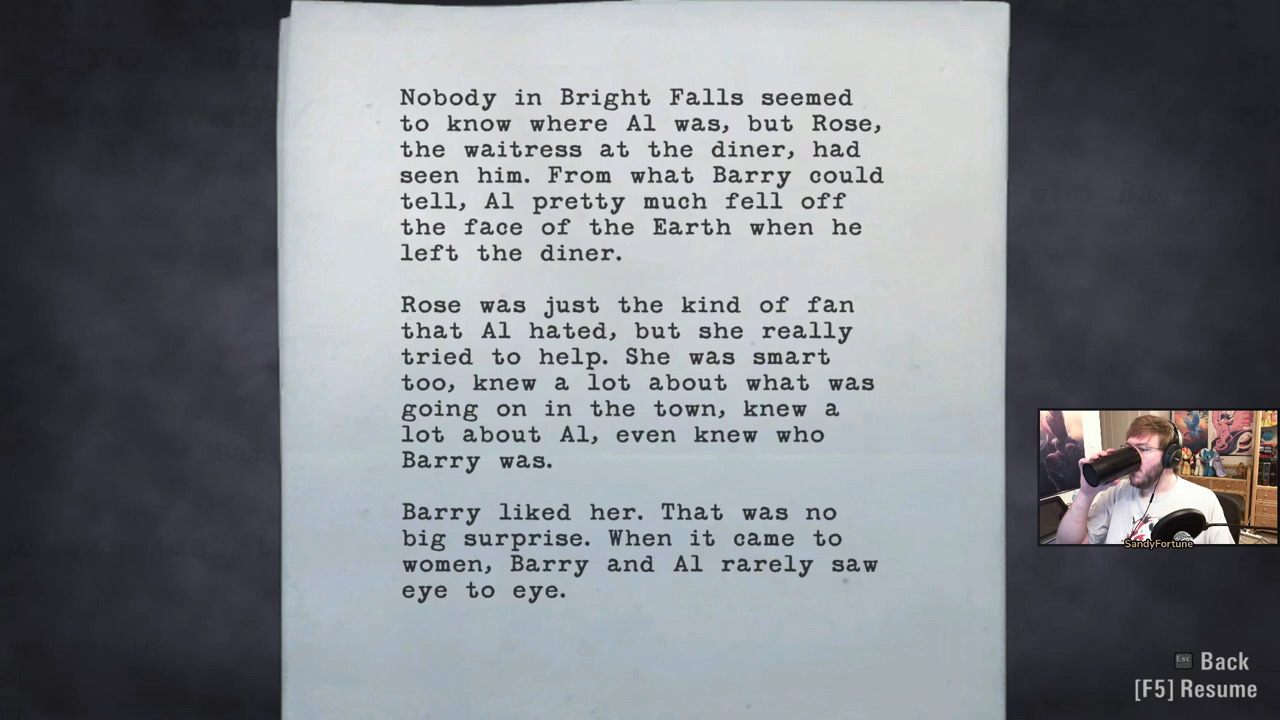 Nobody in Bright Falls seemed
to know where Al was, but Rose,
the waitress at the diner, had
seen him. From what Barry could
tell, Al pretty much fell off
the face of the Earth when he
left the diner.
Rose was just the kind of fan
that Al hated, but she really
tried to help. She was smart
too, knew a lot about what was
going on in the town, knew a
lot about Al, even knew who
Barry was.
Barry liked her. That was no
big surprise. When it came to
women, Barry and Al rarely saw
eye to eye.
SandyFortune
Esc Back
[F5] Resume